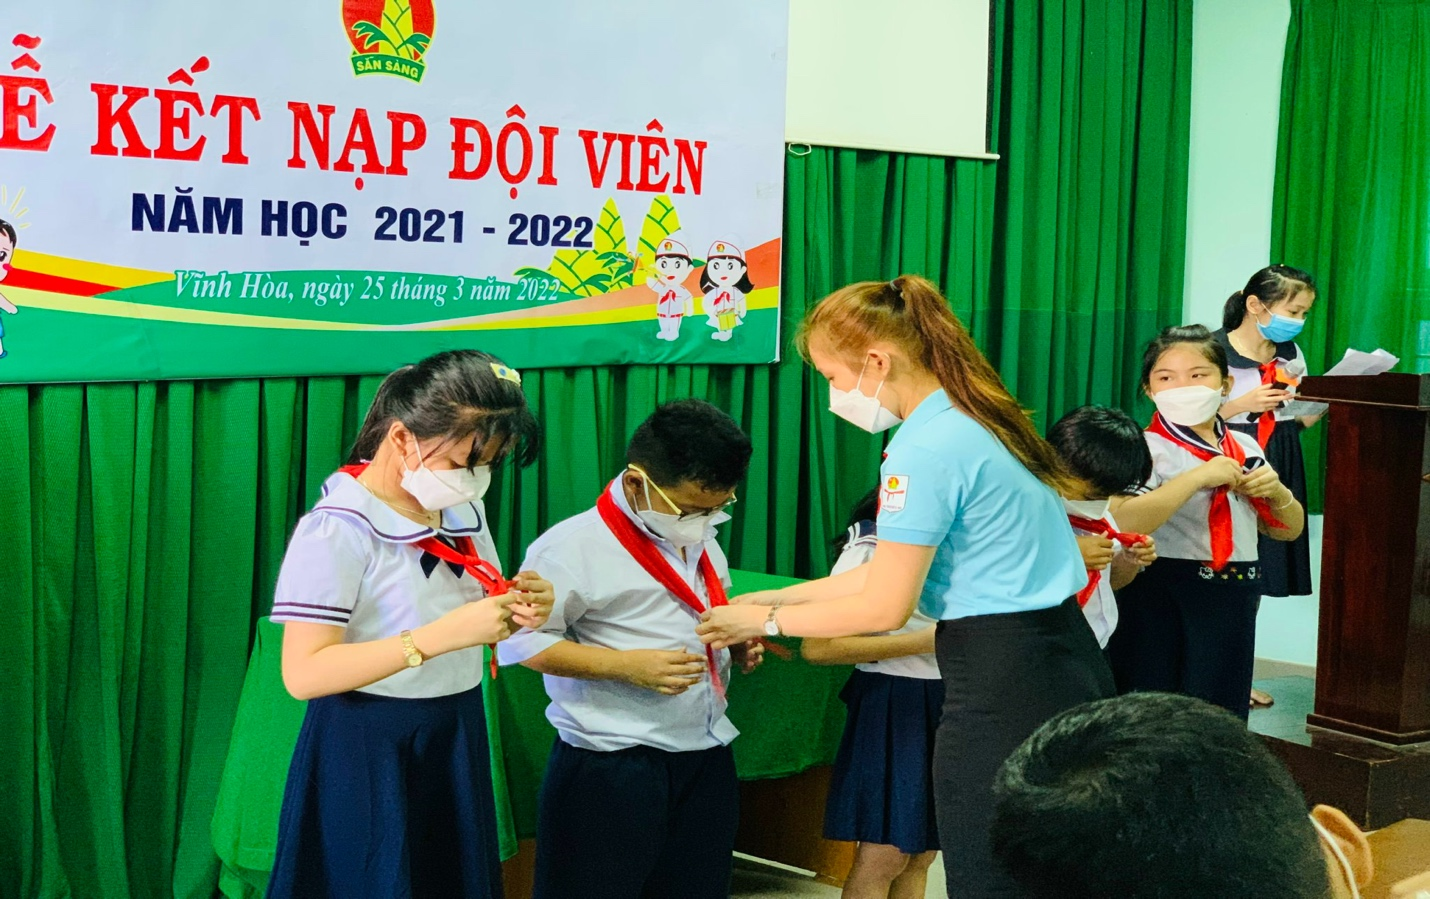 SẴN SÀNG
Ễ KẾT NẠP ĐỘI VIÊN
NĂM HỌC 2021 - 2022
Vĩnh Hòa, ngày 25 tháng 3 năm 2022